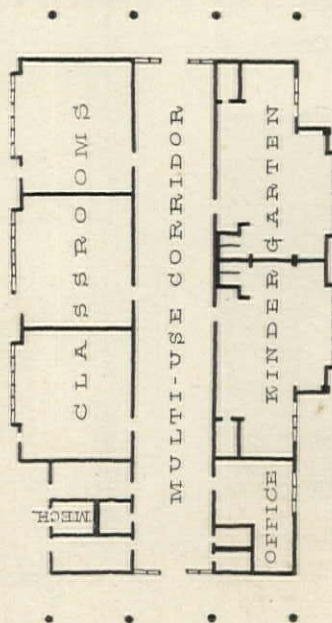 CLASSROOMS
MECH.
MULTI-USE CORRIDOR
KINDERGARTEN
OFFICE